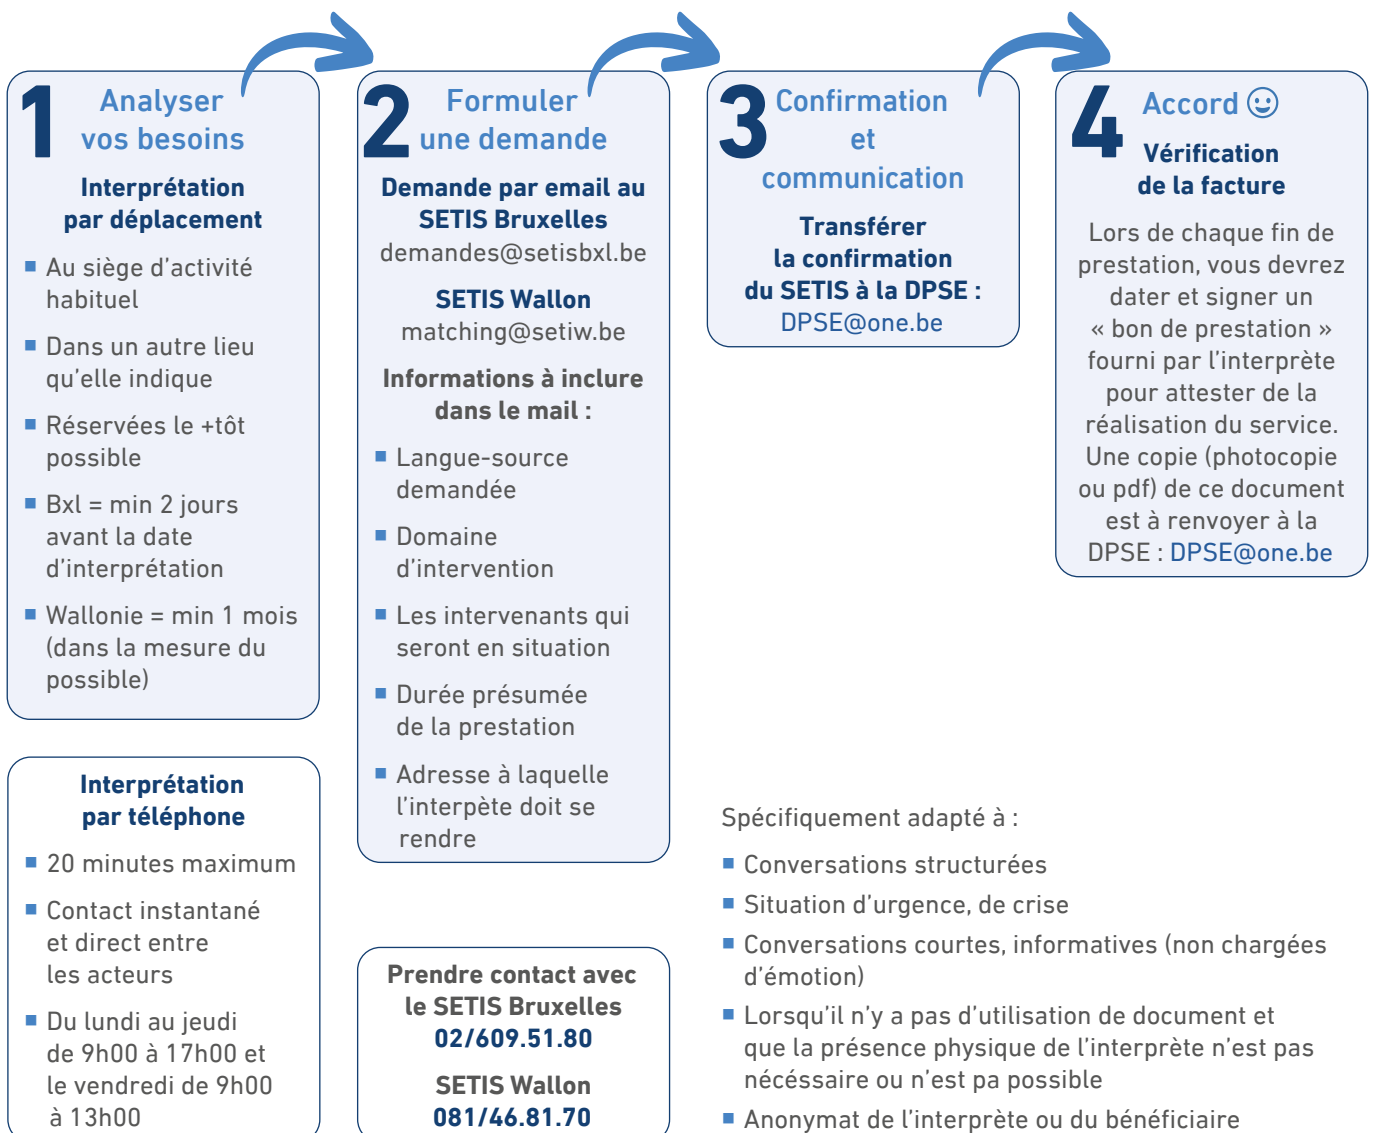 1 Analyser
vos besoins
Interprétation
par déplacement
Au siège d'activité
habituel
Dans un autre lieu
qu'elle indique
Réservées le +tôt
possible
Bxl = min 2 jours
avant la date
d'interprétation
Wallonie = min 1 mois
(dans la mesure du
possible)
Interprétation
par téléphone
20 minutes maximum
Contact instantané
et direct entre
les acteurs
Du lundi au jeudi
de 9h00 à 17h00 et
le vendredi de 9h00
à 13h00
2 Formuler
une demande
Demande par email au
SETIS Bruxelles
demandes@setisbxl.be
SETIS Wallon
matching@setiw.be
Informations à inclure
dans le mail :
Langue-source
demandée
Domaine
d'intervention
Les intervenants qui
seront en situation
Durée présumée
de la prestation
Adresse à laquelle
l'interpète doit se
rendre
Prendre contact avec
le SETIS Bruxelles
02/609.51.80
SETIS Wallon
081/46.81.70
3 Confirmation
et
communication
Transférer
la confirmation
du SETIS à la DPSE :
DPSE@one.be
4 Accord
Vérification
de la facture
Lors de chaque fin de
prestation, vous devrez
dater et signer un
« bon de prestation »
fourni par l'interprète
pour attester de la
réalisation du service.
Une copie (photocopie
ou pdf) de ce document
est à renvoyer à la
DPSE : DPSE@one.be
Spécifiquement adapté à :
Conversations structurées
Situation d'urgence, de crise
Conversations courtes, informatives (non chargées
d'émotion)
Lorsqu'il n'y a pas d'utilisation de document et
que la présence physique de l'interprète n'est pas
nécéssaire ou n'est pa possible
Anonymat de l'interprète ou du bénéficiaire